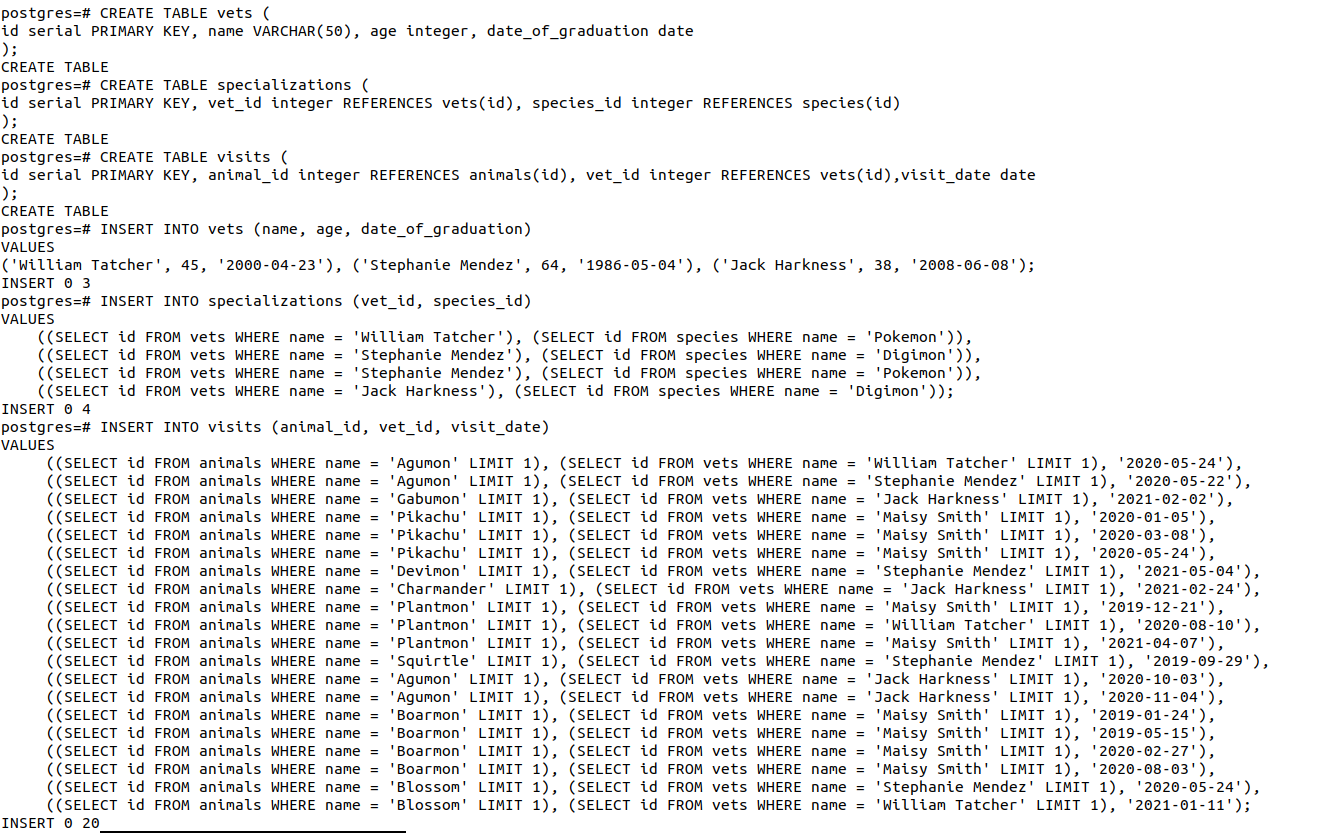 postgres=# CREATE TABLE vets (
id serial PRIMARY KEY, name VARCHAR(50), age integer, date_of_graduation date
);
CREATE TABLE
postgres=# CREATE TABLE specializations (
id serial PRIMARY KEY, vet_id integer REFERENCES vets(id), species_id integer REFERENCES species(id)
);
CREATE TABLE
postgres=# CREATE TABLE visits (
id serial PRIMARY KEY, animal_id integer REFERENCES animals(id), vet_id integer REFERENCES vets(id),visit_date date
);
CREATE TABLE
postgres=# INSERT INTO vets (name, age, date_of_graduation)
VALUES
('William Tatcher', 45, '2000-04-23'), ('Stephanie Mendez', 64, '1986-05-04'), ('Jack Harkness', 38, '2008-06-08');
INSERT 0 3
postgres=# INSERT INTO specializations (vet_id, species_id)
VALUES
    ((SELECT id FROM vets WHERE name = 'William Tatcher'), (SELECT id FROM species WHERE name = 'Pokemon')),
    ((SELECT id FROM vets WHERE name = 'Stephanie Mendez'), (SELECT id FROM species WHERE name = 'Digimon')),
    ((SELECT id FROM vets WHERE name = 'Stephanie Mendez'), (SELECT id FROM species WHERE name = 'Pokemon')),
    ((SELECT id FROM vets WHERE name = 'Jack Harkness'), (SELECT id FROM species WHERE name = 'Digimon'));
INSERT 0 4
postgres=# INSERT INTO visits (animal_id, vet_id, visit_date)
VALUES
     ((SELECT id FROM animals WHERE name = 'Agumon' LIMIT 1), (SELECT id FROM vets WHERE name = 'William Tatcher' LIMIT 1), '2020-05-24'),
     ((SELECT id FROM animals WHERE name = 'Agumon' LIMIT 1), (SELECT id FROM vets WHERE name = 'Stephanie Mendez' LIMIT 1), '2020-05-22'),
     ((SELECT id FROM animals WHERE name = 'Gabumon' LIMIT 1), (SELECT id FROM vets WHERE name = 'Jack Harkness' LIMIT 1), '2021-02-02'),
     ((SELECT id FROM animals WHERE name = 'Pikachu' LIMIT 1), (SELECT id FROM vets WHERE name = 'Maisy Smith' LIMIT 1), '2020-01-05'),
     ((SELECT id FROM animals WHERE name = 'Pikachu' LIMIT 1), (SELECT id FROM vets WHERE name = 'Maisy Smith' LIMIT 1), '2020-03-08'),
     ((SELECT id FROM animals WHERE name = 'Pikachu' LIMIT 1), (SELECT id FROM vets WHERE name = 'Maisy Smith' LIMIT 1), '2020-05-24'),
     ((SELECT id FROM animals WHERE name = 'Devimon' LIMIT 1), (SELECT id FROM vets WHERE name = 'Stephanie Mendez' LIMIT 1), '2021-05-04'),
     ((SELECT id FROM animals WHERE name = 'Charmander' LIMIT 1), (SELECT id FROM vets WHERE name = 'Jack Harkness' LIMIT 1), '2021-02-24'),
     ((SELECT id FROM animals WHERE name = 'Plantmon' LIMIT 1), (SELECT id FROM vets WHERE name = 'Maisy Smith' LIMIT 1), '2019-12-21'),
     ((SELECT id FROM animals WHERE name = 'Plantmon' LIMIT 1), (SELECT id FROM vets WHERE name = 'William Tatcher' LIMIT 1), '2020-08-10'),
     ((SELECT id FROM animals WHERE name = 'Plantmon' LIMIT 1), (SELECT id FROM vets WHERE name = 'Maisy Smith' LIMIT 1), '2021-04-07'),
     ((SELECT id FROM animals WHERE name = 'Squirtle' LIMIT 1), (SELECT id FROM vets WHERE name = 'Stephanie Mendez' LIMIT 1), '2019-09-29'),
     ((SELECT id FROM animals WHERE name = 'Agumon' LIMIT 1), (SELECT id FROM vets WHERE name = 'Jack Harkness' LIMIT 1), '2020-10-03'),
     ((SELECT id FROM animals WHERE name = 'Agumon' LIMIT 1), (SELECT id FROM vets WHERE name = 'Jack Harkness' LIMIT 1), '2020-11-04'),
     ((SELECT id FROM animals WHERE name = 'Boarmon' LIMIT 1), (SELECT id FROM vets WHERE name = 'Maisy Smith' LIMIT 1), '2019-01-24'),
     ((SELECT id FROM animals WHERE name = 'Boarmon' LIMIT 1), (SELECT id FROM vets WHERE name = 'Maisy Smith' LIMIT 1), '2019-05-15'),
     ((SELECT id FROM animals WHERE name = 'Boarmon' LIMIT 1), (SELECT id FROM vets WHERE name = 'Maisy Smith' LIMIT 1), '2020-02-27'),
     ((SELECT id FROM animals WHERE name = 'Boarmon' LIMIT 1), (SELECT id FROM vets WHERE name = 'Maisy Smith' LIMIT 1), '2020-08-03'),
     ((SELECT id FROM animals WHERE name = 'Blossom' LIMIT 1), (SELECT id FROM vets WHERE name = 'Stephanie Mendez' LIMIT 1), '2020-05-24'),
     ((SELECT id FROM animals WHERE name = 'Blossom' LIMIT 1), (SELECT id FROM vets WHERE name = 'William Tatcher' LIMIT 1), '2021-01-11');
INSERT 0 20